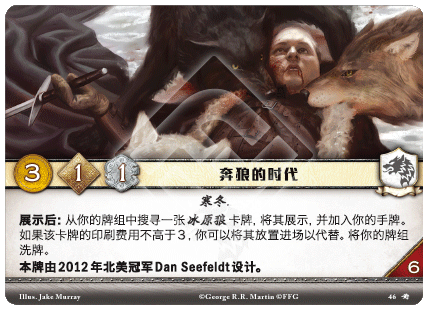 3 1 1 奔狼的时代
寒冬.
展示后: 从你的牌组中搜寻一张冰原狼卡牌, 将其展示, 并加入你的手牌。
如果该卡牌的印刷费用不高于3, 你可以将其放置进场以代替。将你的牌组
洗牌。
本牌由2012年北美冠军Dan Seefeldt设计。
6
Illus. Jake Murray ©George R.R. Martin ©FFG 46